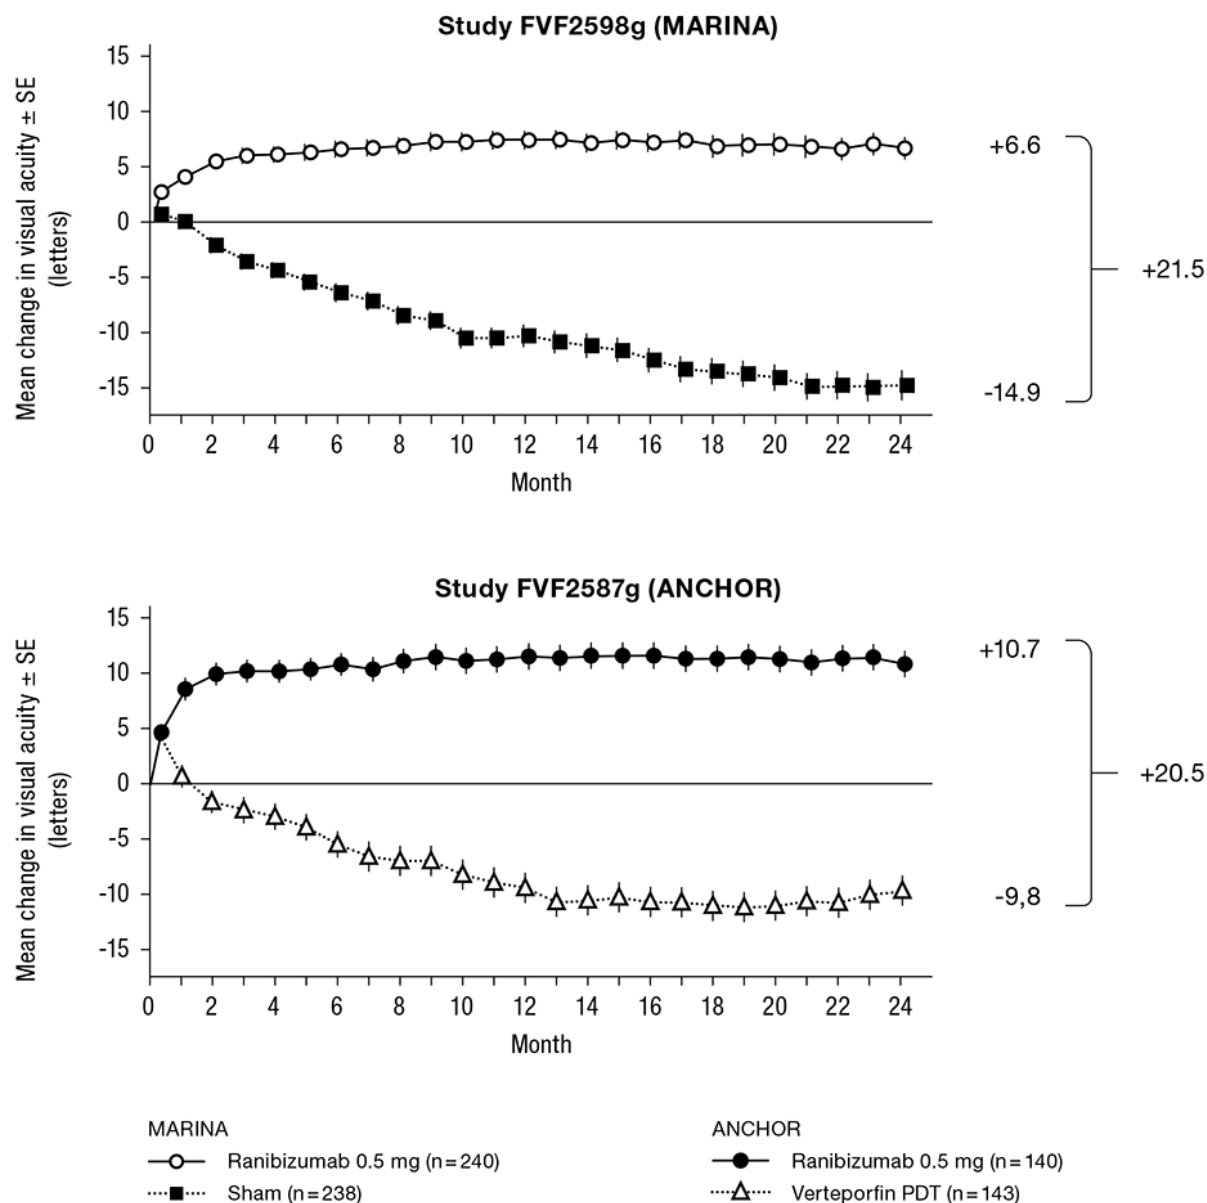 Study FVF2598g (MARINA)
Mean change in visual acuity ± SE
(letters)
15
10
5
0
-5
-10
-15
0 2 4 6 8 10 12 14 16 18 20 22 24
Month
+6.6
+21.5
-14.9
Study FVF2587g (ANCHOR)
Mean change in visual acuity ± SE
(letters)
15
10
5
0
-5
-10
-15
0 2 4 6 8 10 12 14 16 18 20 22 24
Month
+10.7
+20.5
-9,8
MARINA
Ranibizumab 0.5 mg (n=240)
Sham (n=238)
ANCHOR
Ranibizumab 0.5 mg (n=140)
Verteporfin PDT (n=143)